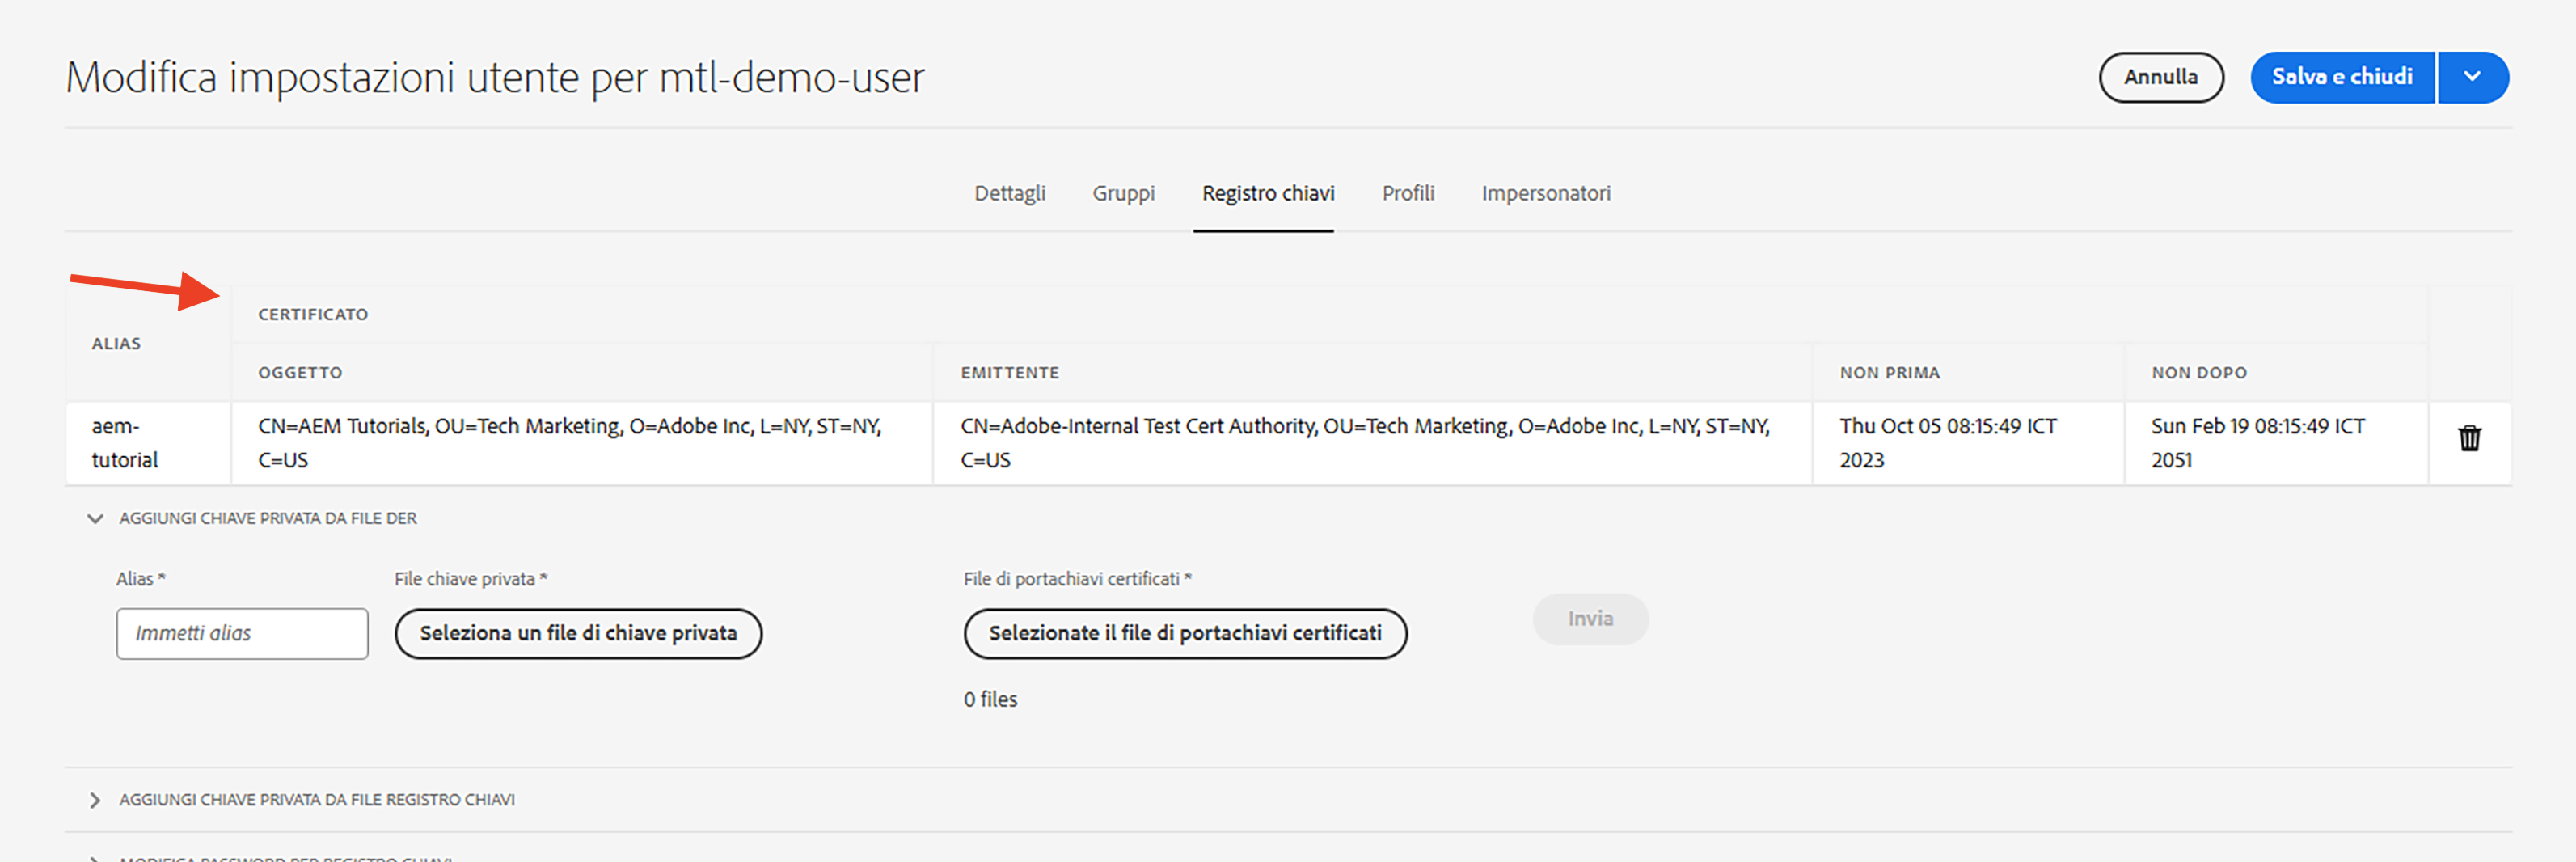 Modifica impostazioni utente per mtl-demo-user
Annulla
Salva e chiudi
Dettagli
Gruppi
Registro chiavi
Profili
Impersonatori
ALIAS
CERTIFICATO
OGGETTO
EMITTENTE
NON PRIMA
NON DOPO
aem-
tutorial
CN=AEM Tutorials, OU=Tech Marketing, O=Adobe Inc, L=NY, ST=NY,
C=US
CN=Adobe-Internal Test Cert Authority, OU=Tech Marketing, O=Adobe Inc, L=NY, ST=NY,
C=US
Thu Oct 05 08:15:49 ICT
2023
Sun Feb 19 08:15:49 ICT
2051
AGGIUNGI CHIAVE PRIVATA DA FILE DER
Alias *
File chiave privata *
File di portachiavi certificati *
Immetti alias
Seleziona un file di chiave privata
Selezionate il file di portachiavi certificati
Invia
0 files
AGGIUNGI CHIAVE PRIVATA DA FILE REGISTRO CHIAVI
MODIFICA PASSWORD PER REGISTRO CHIAVI